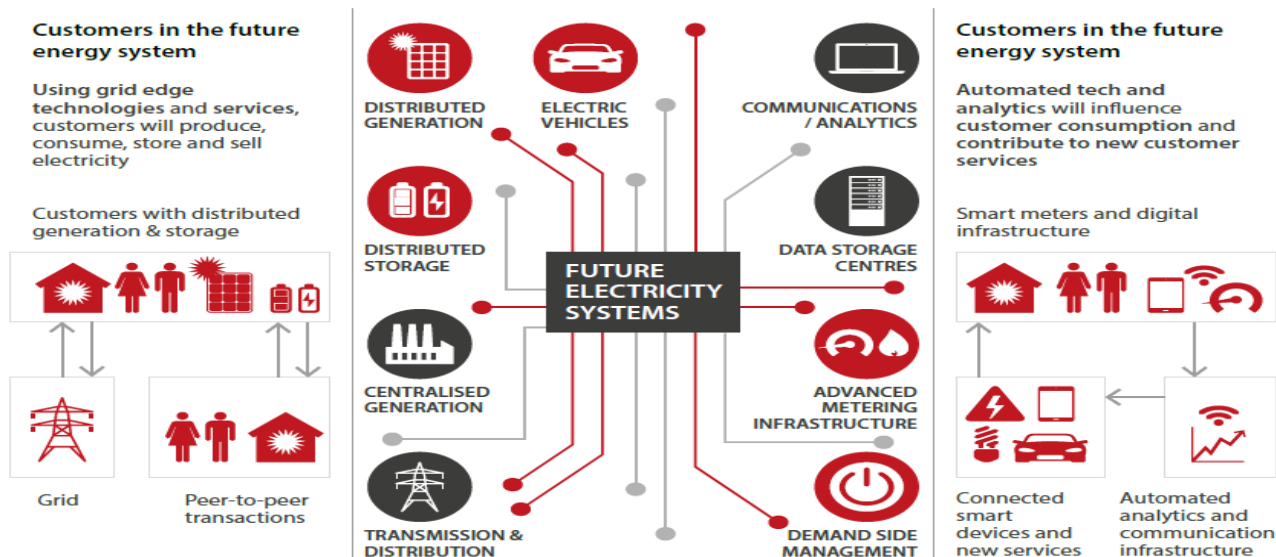 Customers in the future
energy system
Using grid edge
technologies and services,
customers will produce,
consume, store and sell
electricity
Customers with distributed
generation & storage
Grid
Peer-to-peer
transactions
DISTRIBUTED
GENERATION
ELECTRIC
VEHICLES
COMMUNICATIONS
/ ANALYTICS
DISTRIBUTED
STORAGE
DATA STORAGE
CENTRES
FUTURE
ELECTRICITY
SYSTEMS
CENTRALISED
GENERATION
ADVANCED
METERING
INFRASTRUCTURE
TRANSMISSION &
DISTRIBUTION
DEMAND SIDE
MANAGEMENT
Customers in the future
energy system
Automated tech and
analytics will influence
customer consumption and
contribute to new customer
services
Smart meters and digital
infrastructure
Connected
smart
devices and
new services
Automated
analytics and
communication
infrastructure